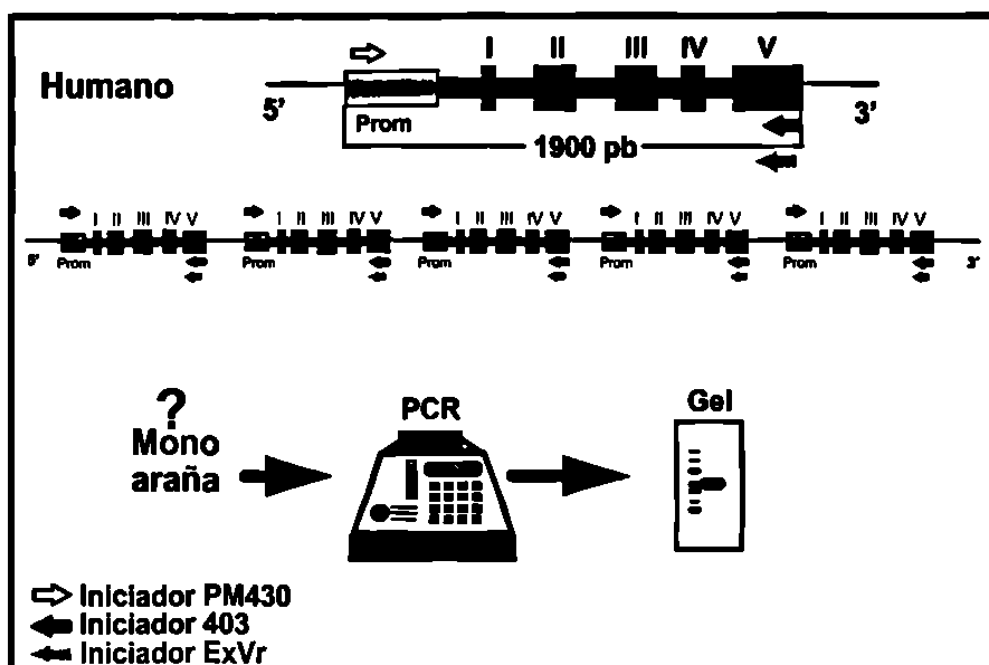 I II III IV V
Humano
5' 3'
Prom
1900 pb
I II III IV V I II III IV V I II III IV V I II III IV V I II III IV V
5' Prom Prom Prom Prom Prom 3'
?
Mono
araña
PCR
Gel
Iniciador PM430
Iniciador 403
Iniciador ExVr